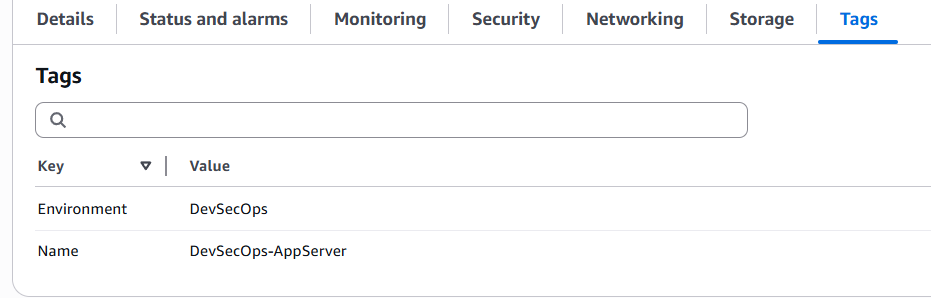 Details Status and alarms Monitoring Security Networking Storage Tags
Tags
Key Value
Environment DevSecOps
Name DevSecOps-AppServer